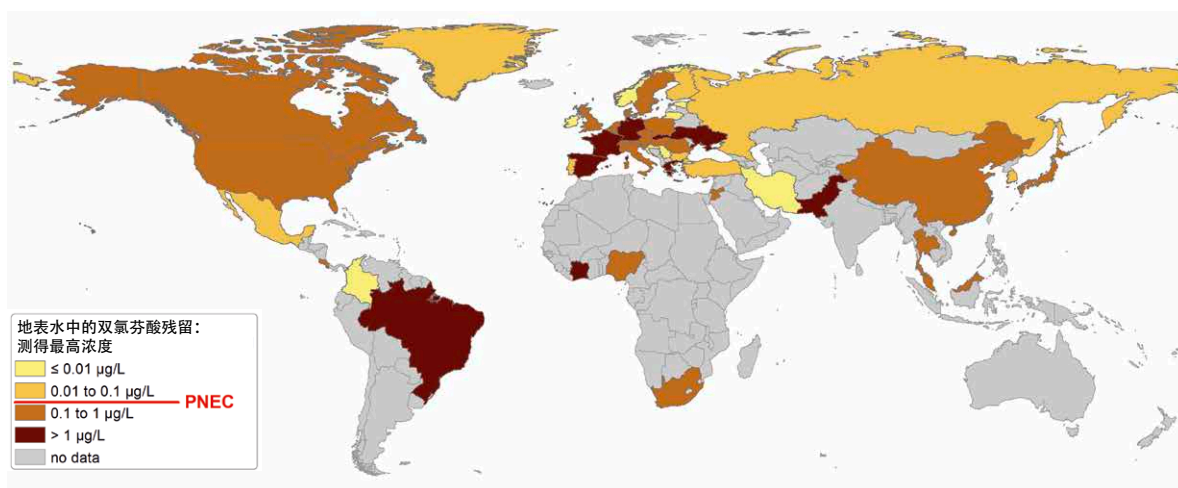 地表水中的双氯芬酸残留：
测得最高浓度
≤ 0.01 µg/L
0.01 to 0.1 µg/L
PNEC
0.1 to 1 µg/L
> 1 µg/L
no data